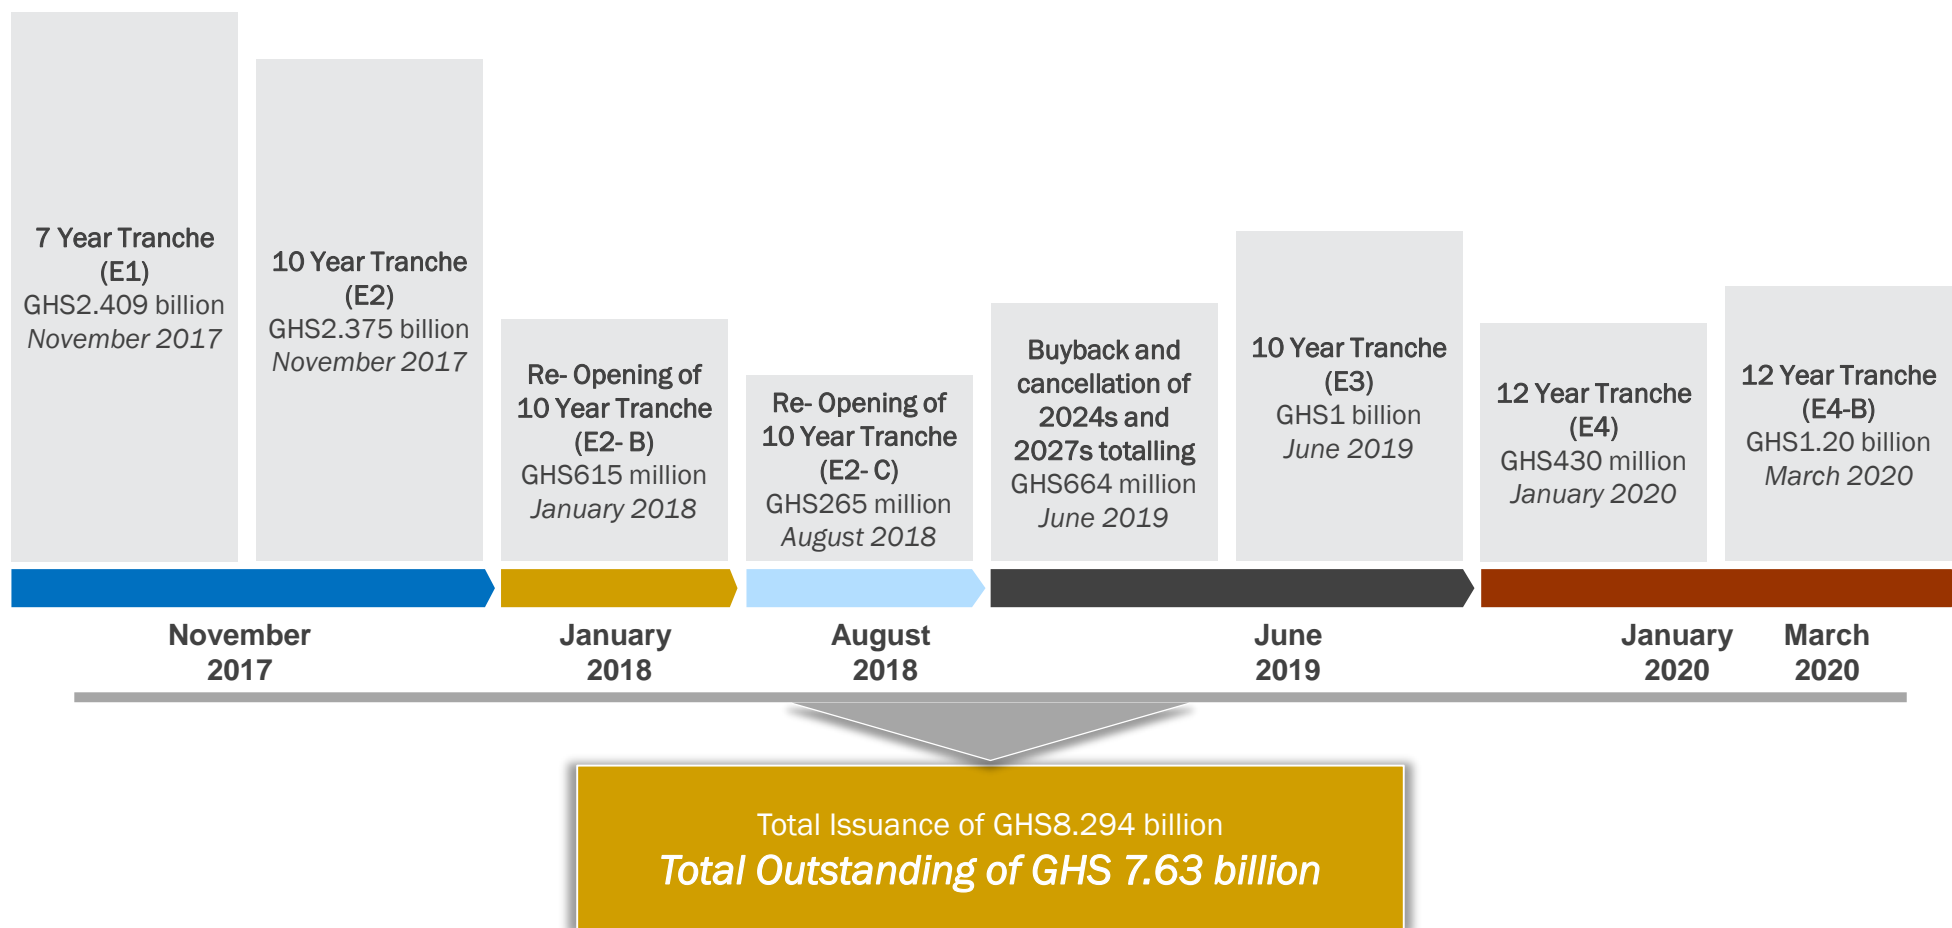 7 Year Tranche
(E1)
GHS2.409 billion
November 2017
10 Year Tranche
(E2)
GHS2.375 billion
November 2017
Re- Opening of
10 Year Tranche
(E2- B)
GHS615 million
January 2018
Re- Opening of
10 Year Tranche
(E2- C)
GHS265 million
August 2018
Buyback and
cancellation of
2024s and
2027s totalling
GHS664 million
June 2019
10 Year Tranche
(E3)
GHS1 billion
June 2019
12 Year Tranche
(E4)
GHS430 million
January 2020
12 Year Tranche
(E4-B)
GHS1.20 billion
March 2020
November
2017
January
2018
August
2018
June
2019
January
2020
March
2020
Total Issuance of GHS8.294 billion
Total Outstanding of GHS 7.63 billion